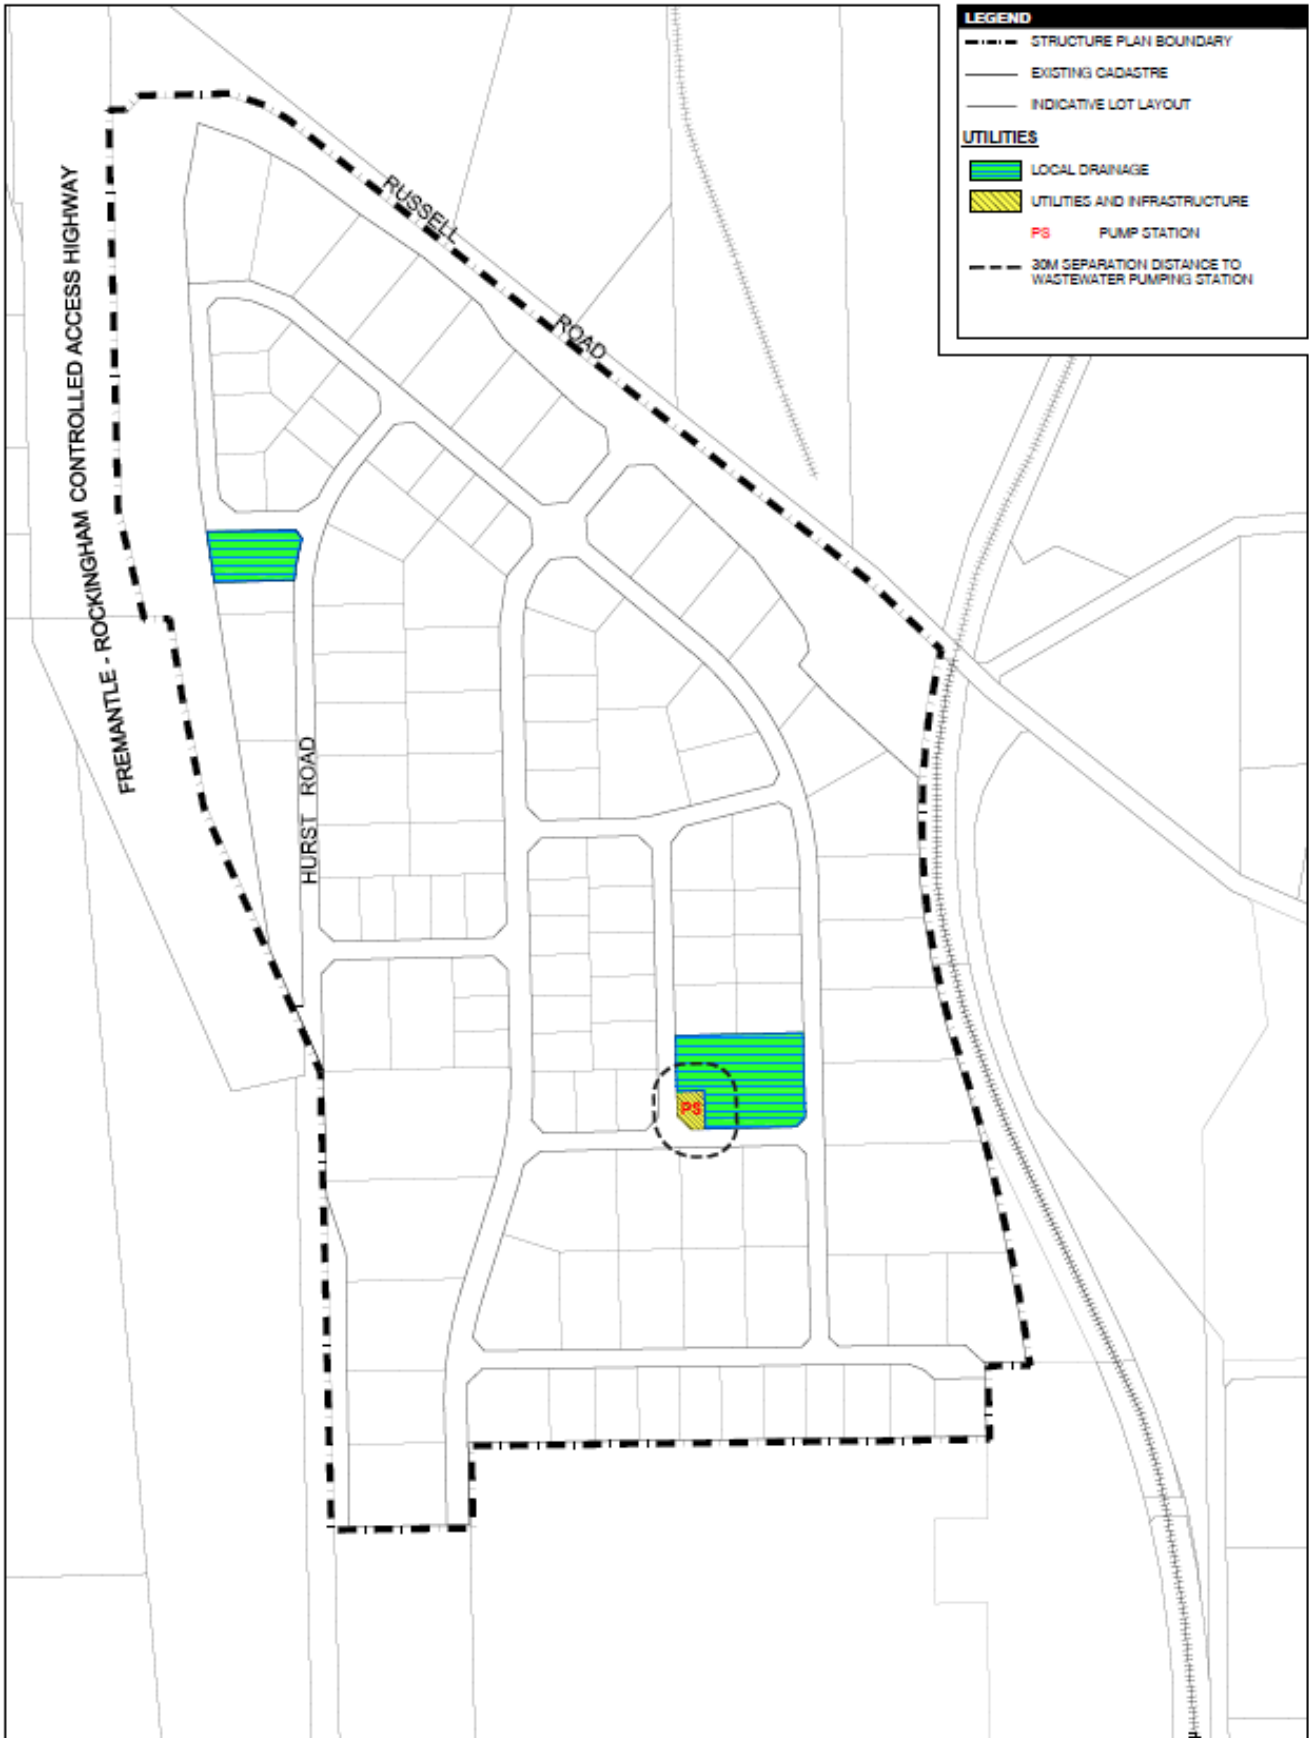 LEGEND
STRUCTURE PLAN BOUNDARY
EXISTING CADASTRE
INDICATIVE LOT LAYOUT
UTILITIES
LOCAL DRAINAGE
UTILITIES AND INFRASTRUCTURE
PS PUMP STATION
30M SEPARATION DISTANCE TO
WASTEWATER PUMPING STATION
RUSSELL
ROAD
FREMANTLE - ROCKINGHAM CONTROLLED ACCESS HIGHWAY
HURST ROAD
PS